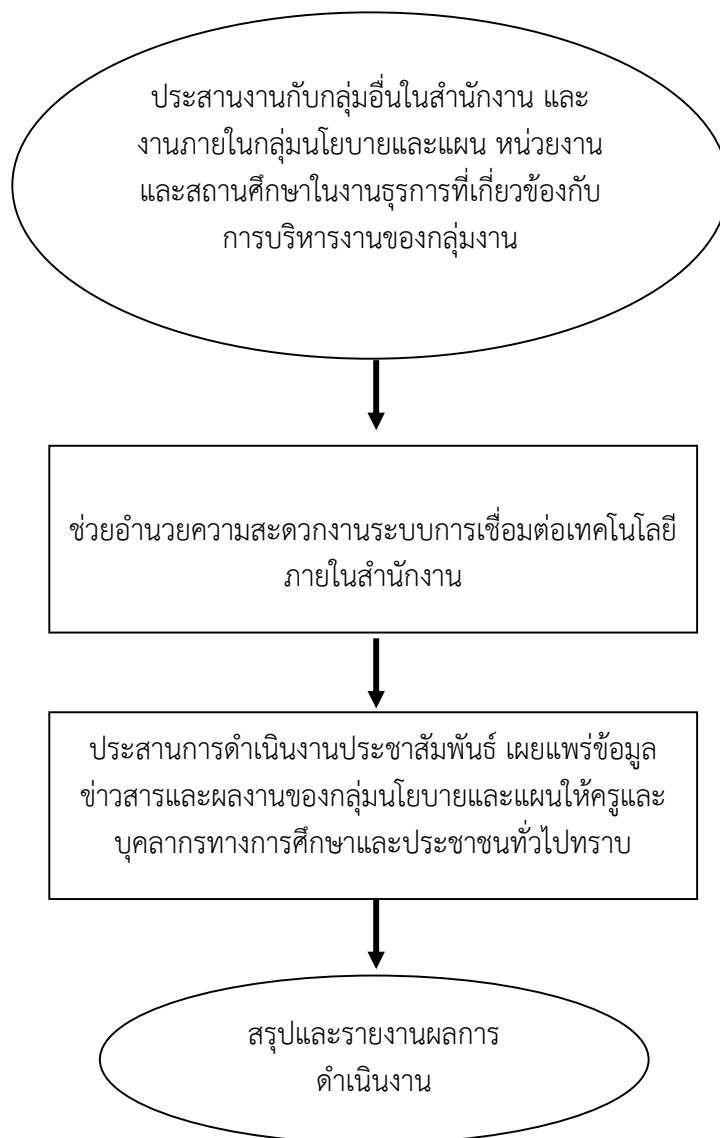 ประสานงานกับกลุ่มอื่นในสำนักงาน และ
งานภายในกลุ่มนโยบายและแผน หน่วยงาน
และสถานศึกษาในงานธุรการที่เกี่ยวข้องกับ
การบริหารงานของกลุ่มงาน
ช่วยอำนวยความสะดวกงานระบบการเชื่อมต่อเทคโนโลยี
ภายในสำนักงาน
ประสานการดำเนินงานประชาสัมพันธ์ เผยแพร่ข้อมูล
ข่าวสารและผลงานของกลุ่มนโยบายและแผนให้ครูและ
บุคลากรทางการศึกษาและประชาชนทั่วไปทราบ
สรุปและรายงานผลการ
ดำเนินงาน